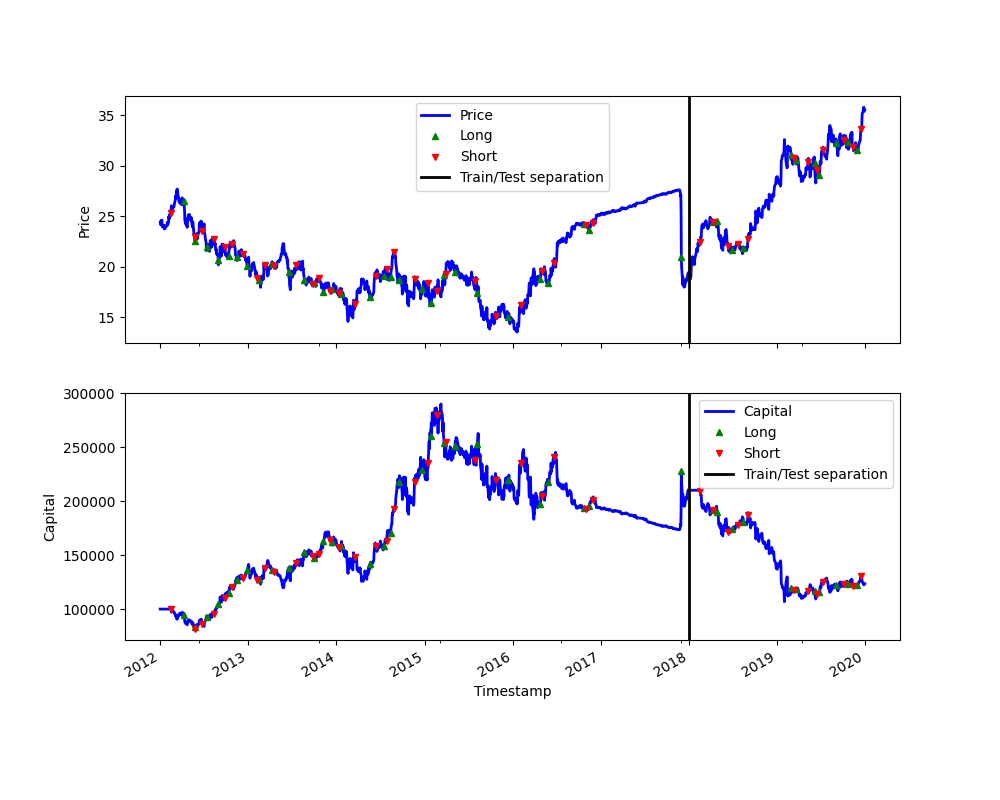 35
30
25
20
15
Price
Price
Long
Short
Train/Test separation
300000
250000
200000
150000
100000
Capital
Capital
Long
Short
Train/Test separation
2012
2013
2014
2015
2016
2017
2018
2019
2020
Timestamp